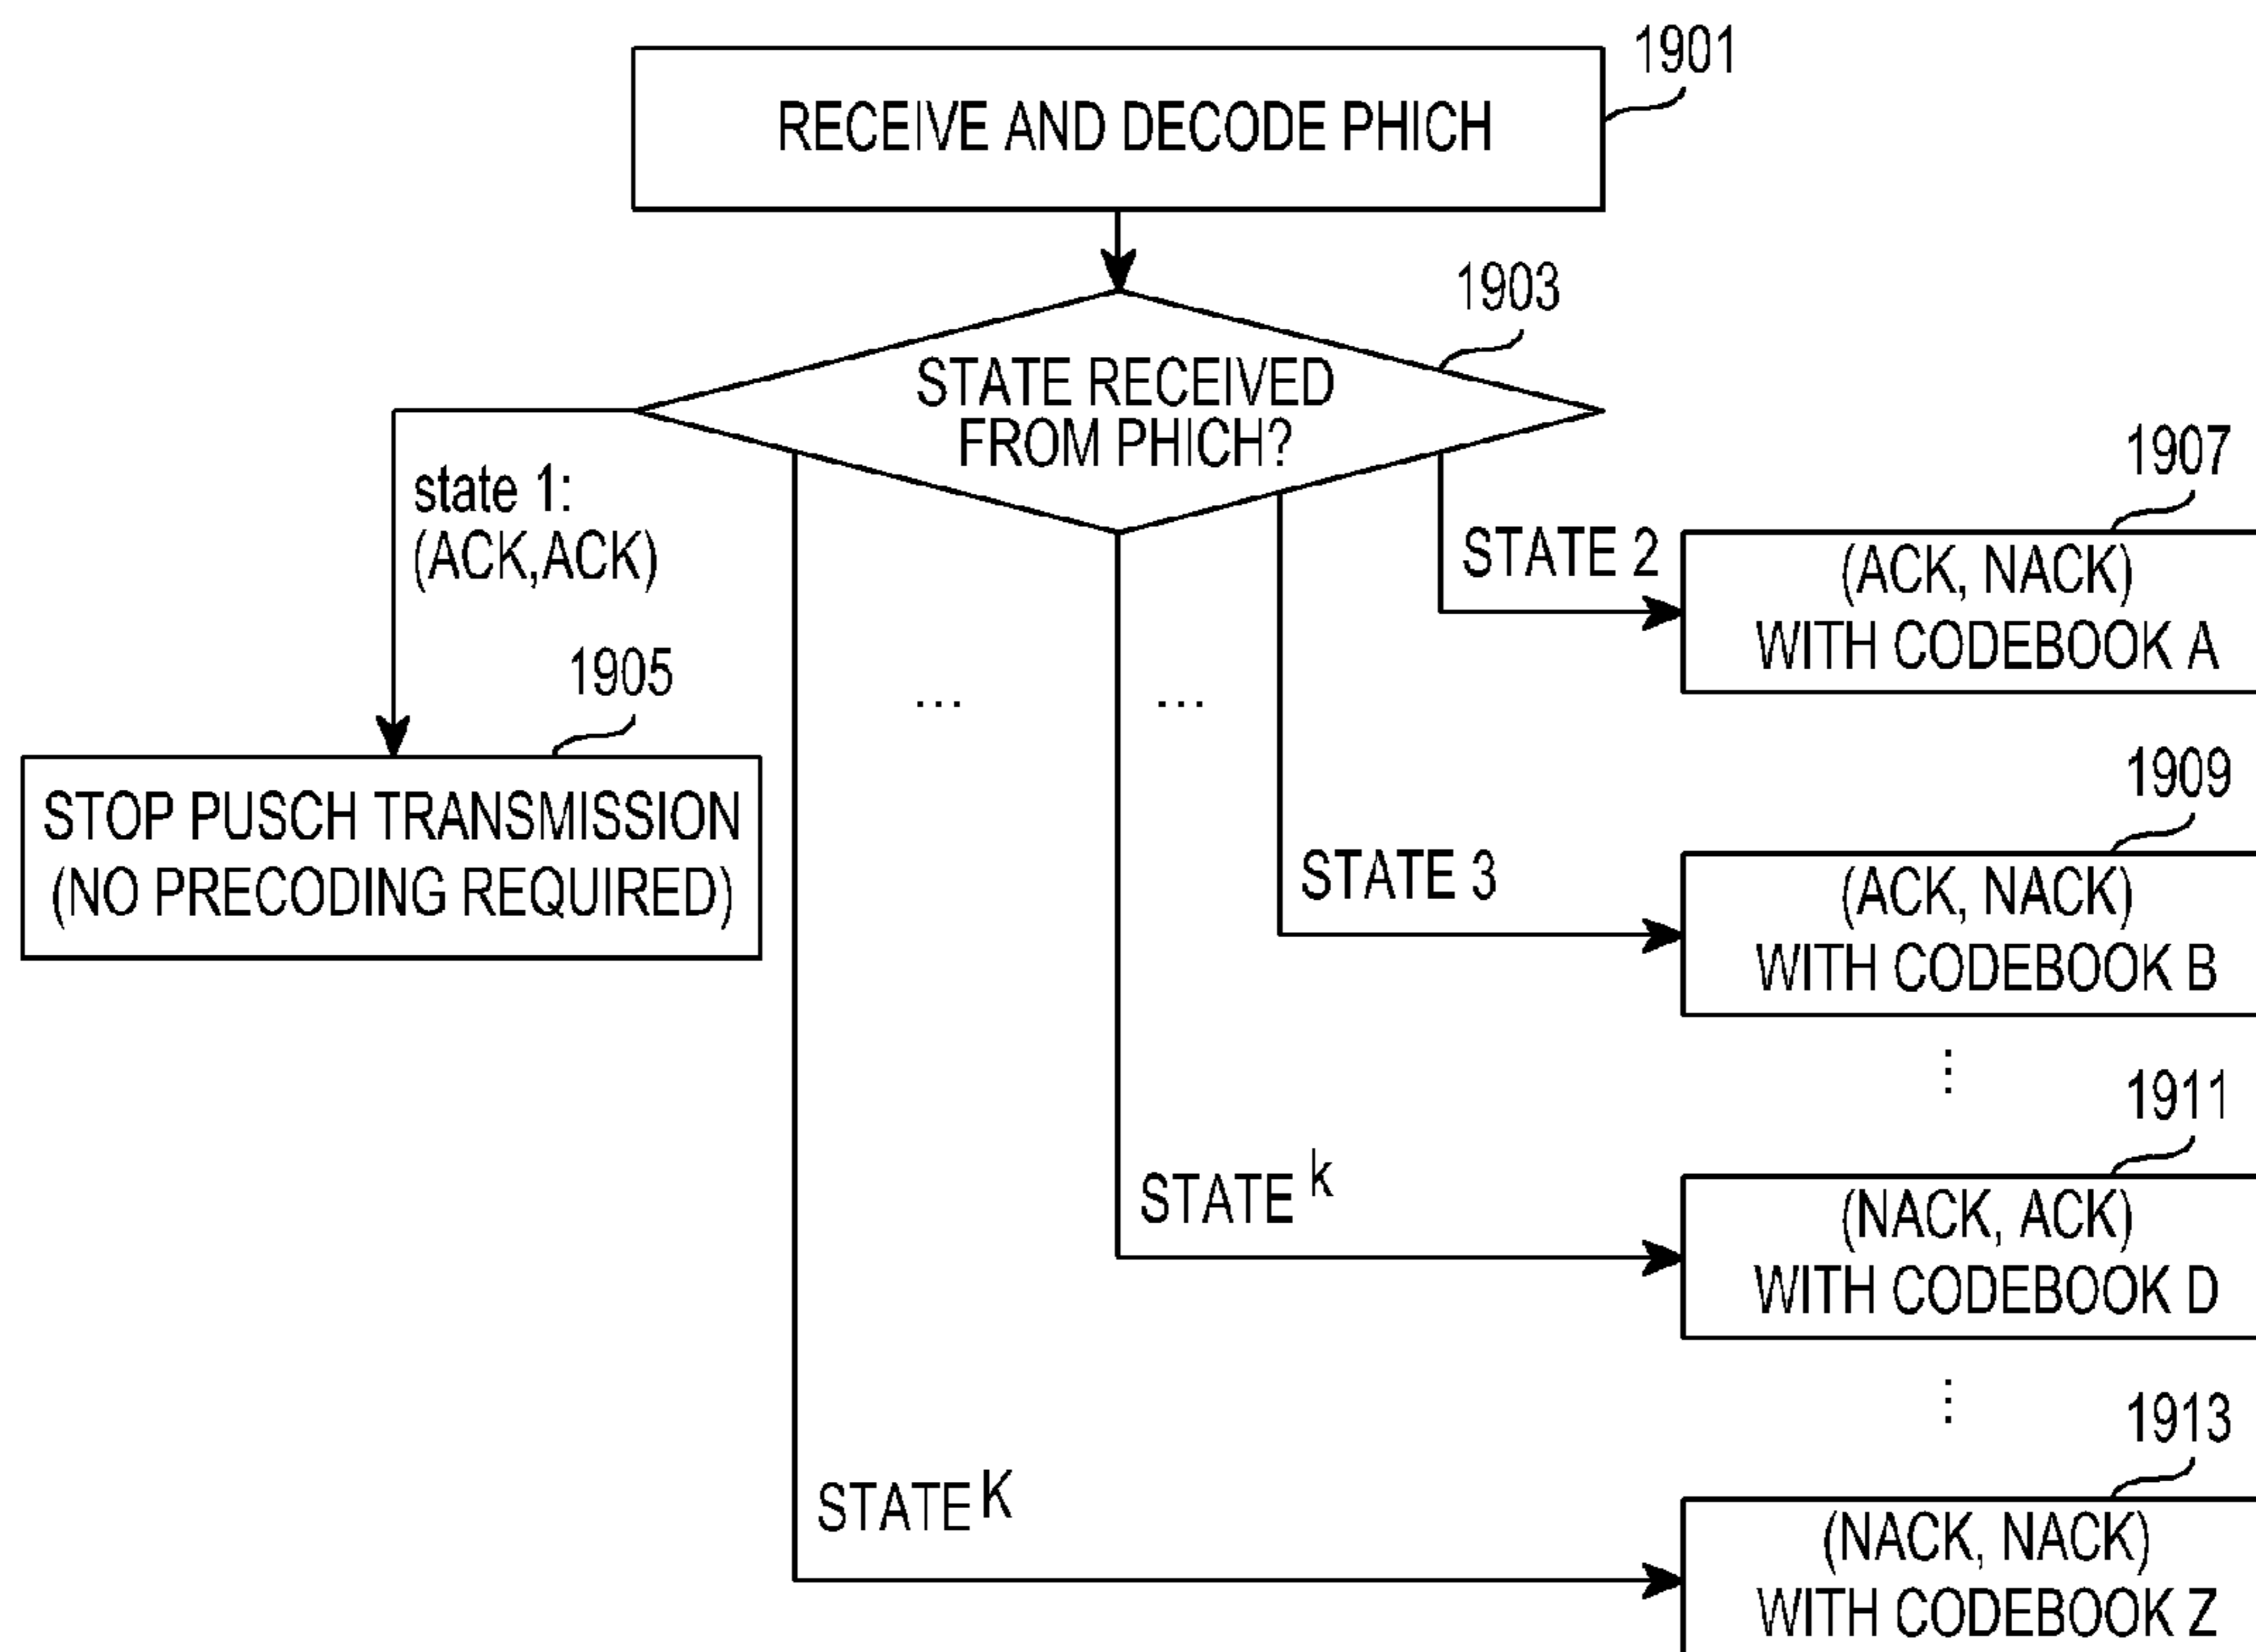 1901
RECEIVE AND DECODE PHICH
1903
STATE RECEIVED
FROM PHICH?
state 1:
(ACK,ACK)
1905
STOP PUSCH TRANSMISSION
(NO PRECODING REQUIRED)
...
...
STATE 2
1907
(ACK, NACK)
WITH CODEBOOK A
STATE 3
1909
(ACK, NACK)
WITH CODEBOOK B
...
STATE k
1911
(NACK, ACK)
WITH CODEBOOK D
...
STATE K
1913
(NACK, NACK)
WITH CODEBOOK Z